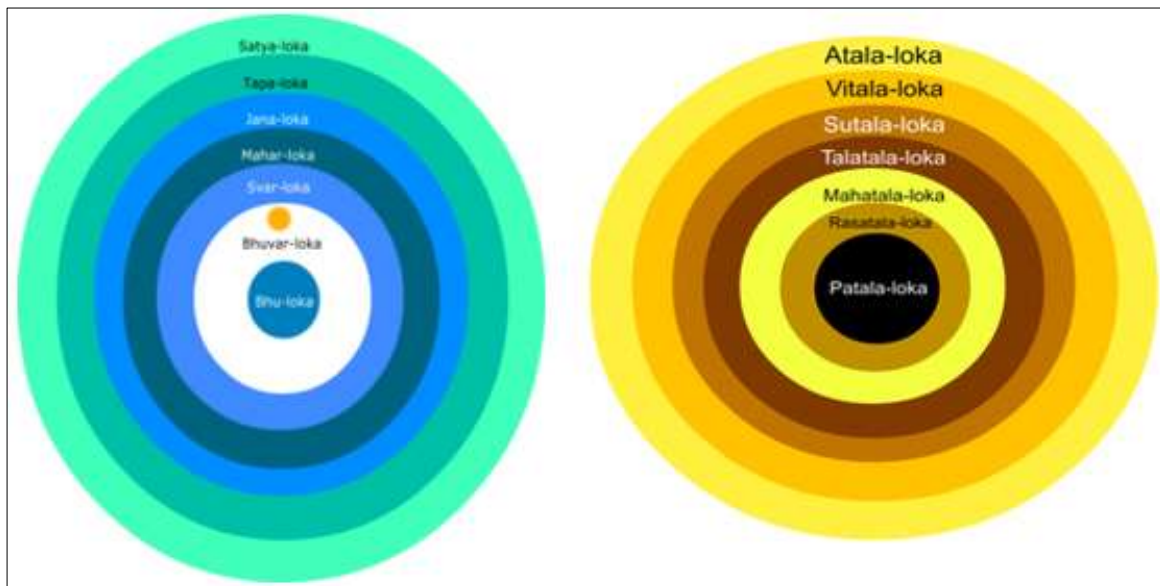 Satya-loka
Tapa-loka
Jana-loka
Mahar-loka
Svar-loka
Bhuvar-loka
Bhu-loka
Atala-loka
Vitala-loka
Sutala-loka
Talatala-loka
Mahatala-loka
Rasatala-loka
Patala-loka